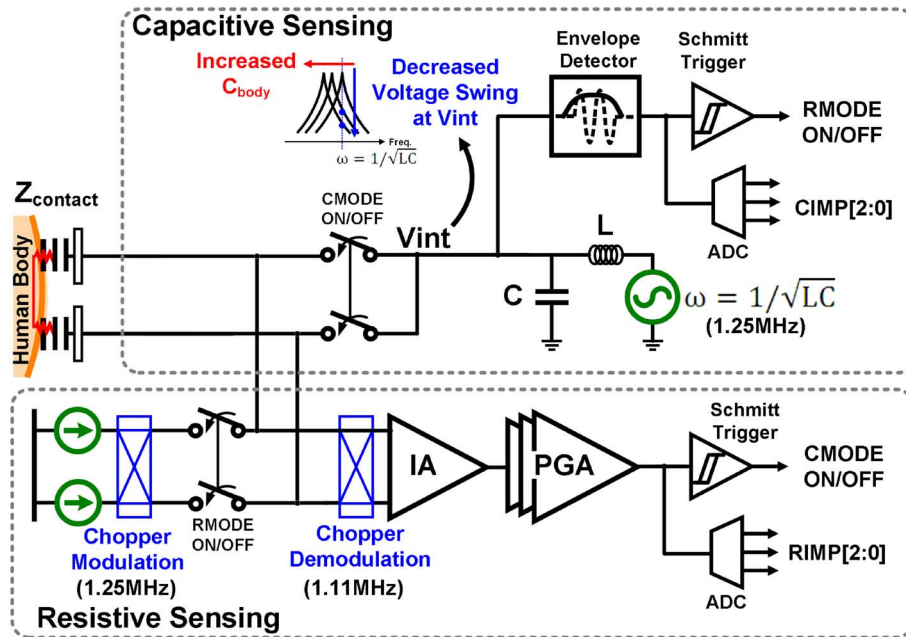 Capacitive Sensing
Increased
C_body
Decreased
Voltage Swing
at Vint
Freq.
ω = 1/√LC
Envelope
Detector
Schmitt
Trigger
RMODE
ON/OFF
CIMP[2:0]
ADC
Z_contact
Human Body
CMODE
ON/OFF
Vint
L
C
ω = 1/√LC
(1.25MHz)
Schmitt
Trigger
CMODE
ON/OFF
IA
PGA
RMODE
ON/OFF
Chopper
Modulation
(1.25MHz)
Chopper
Demodulation
(1.11MHz)
RIMP[2:0]
ADC
Resistive Sensing